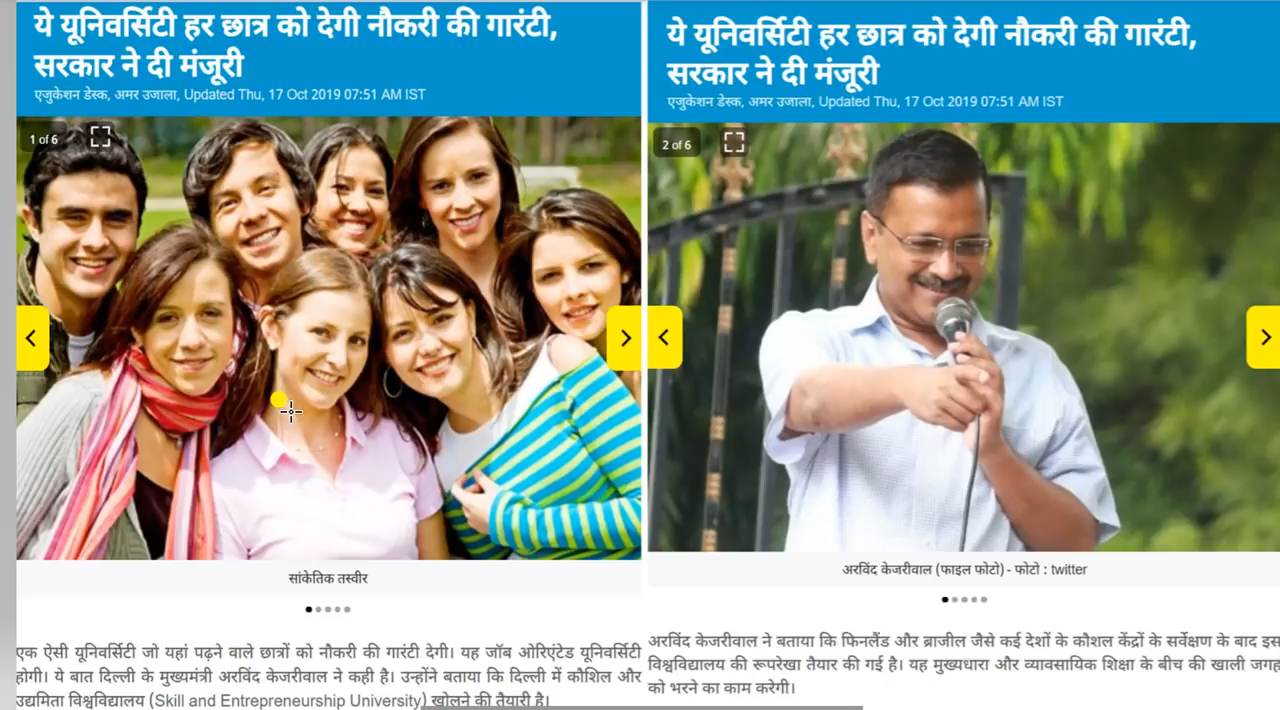 ये यूनिवर्सिटी हर छात्र को देगी नौकरी की गारंटी,
सरकार ने दी मंजूरी
एजुकेशन डेस्क, अमर उजाला, Updated Thu, 17 Oct 2019 07:51 AM IST
1 of 6
सांकेतिक तस्वीर
एक ऐसी यूनिवर्सिटी जो यहां पढ़ने वाले छात्रों को नौकरी की गारंटी देगी। यह जॉब ओरिएंटेड यूनिवर्सिटी
होगी। ये बात दिल्ली के मुख्यमंत्री अरविंद केजरीवाल ने कही है। उन्होंने बताया कि दिल्ली में कौशिल और
उद्यमिता विश्वविद्यालय (Skill and Entrepreneurship University) खोलने की तैयारी है।
ये यूनिवर्सिटी हर छात्र को देगी नौकरी की गारंटी,
सरकार ने दी मंजूरी
एजुकेशन डेस्क, अमर उजाला, Updated Thu, 17 Oct 2019 07:51 AM IST
2 of 6
अरविंद केजरीवाल (फाइल फोटो) - फोटो : twitter
अरविंद केजरीवाल ने बताया कि फिनलैंड और ब्राजील जैसे कई देशों के कौशल केंद्रों के सर्वेक्षण के बाद इस
विश्वविद्यालय की रूपरेखा तैयार की गई है। यह मुख्यधारा और व्यावसायिक शिक्षा के बीच की खाली जगह
को भरने का काम करेगी।